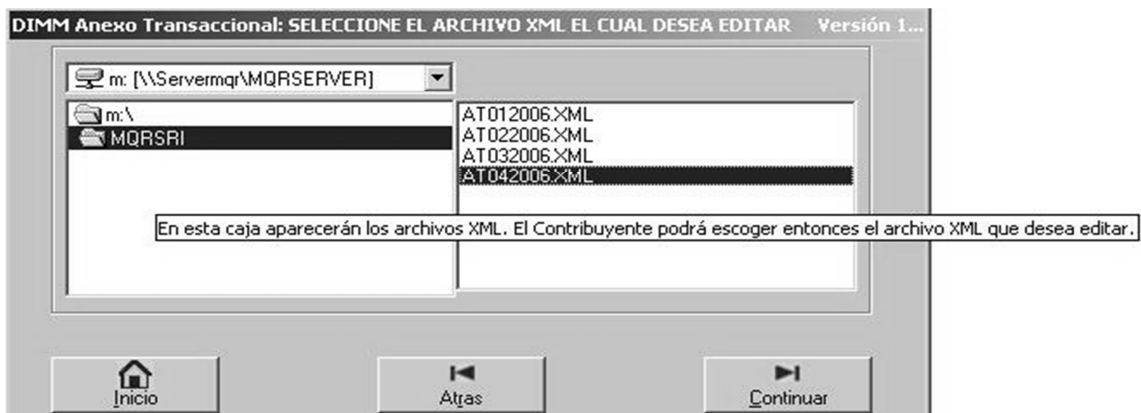 DIMM Anexo Transaccional: SELECCIONE EL ARCHIVO XML EL CUAL DESEA EDITAR Versión 1...
m: [\\Servermqr\MQRSERVER]
m:\
MQRSRI
AT012006.XML
AT022006.XML
AT032006.XML
AT042006.XML
En esta caja aparecerán los archivos XML. El Contribuyente podrá escoger entonces el archivo XML que desea editar.
Inicio
Atras
Continuar